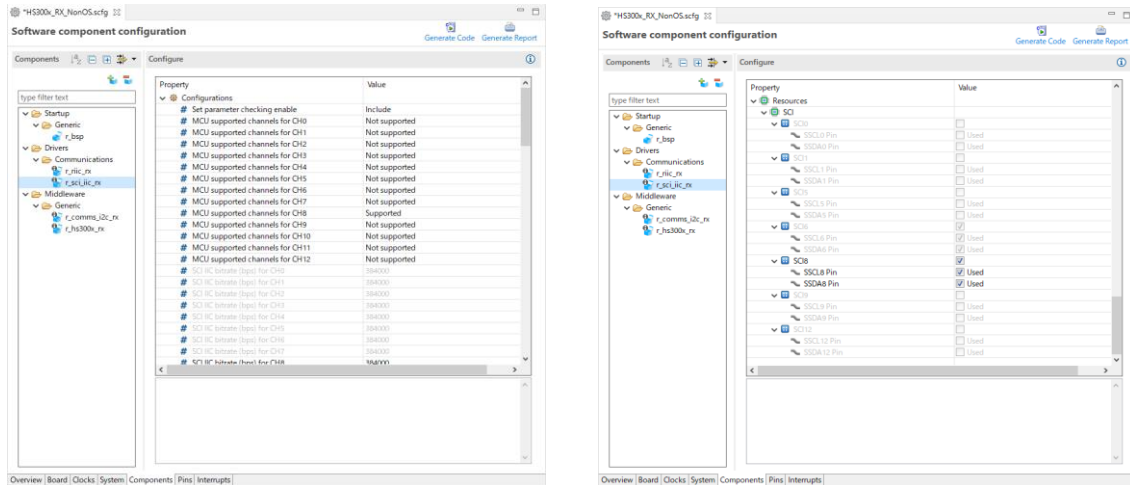 *HS300x_RX_NonOS.scfg
Software component configuration
Generate Code Generate Report
Components
Configure
type filter text
Startup
Generic
r_bsp
Drivers
Communications
r_riic_rx
r_sci_iic_rx
Middleware
Generic
r_comms_i2c_rx
r_hs300x_rx
Property Value
Configurations
# Set parameter checking enable Include
# MCU supported channels for CH0 Not supported
# MCU supported channels for CH1 Not supported
# MCU supported channels for CH2 Not supported
# MCU supported channels for CH3 Not supported
# MCU supported channels for CH4 Not supported
# MCU supported channels for CH5 Not supported
# MCU supported channels for CH6 Not supported
# MCU supported channels for CH7 Not supported
# MCU supported channels for CH8 Supported
# MCU supported channels for CH9 Not supported
# MCU supported channels for CH10 Not supported
# MCU supported channels for CH11 Not supported
# MCU supported channels for CH12 Not supported
# SCI IIC bitrate (bps) for CH0 384000
# SCI IIC bitrate (bps) for CH1 384000
# SCI IIC bitrate (bps) for CH2 384000
# SCI IIC bitrate (bps) for CH3 384000
# SCI IIC bitrate (bps) for CH4 384000
# SCI IIC bitrate (bps) for CH5 384000
# SCI IIC bitrate (bps) for CH6 384000
# SCI IIC bitrate (bps) for CH7 384000
# SCI IIC bitrate (bps) for CH8 384000
Overview Board Clocks System Components Pins Interrupts
*HS300x_RX_NonOS.scfg
Software component configuration
Generate Code Generate Report
Components
Configure
type filter text
Startup
Generic
r_bsp
Drivers
Communications
r_riic_rx
r_sci_iic_rx
Middleware
Generic
r_comms_i2c_rx
r_hs300x_rx
Property Value
Resources
SCI
SCI0
SSCL0 Pin Used
SSDA0 Pin Used
SCI1
SSCL1 Pin Used
SSDA1 Pin Used
SCI5
SSCL5 Pin Used
SSDA5 Pin Used
SCI6
SSCL6 Pin Used
SSDA6 Pin Used
SCI8
SSCL8 Pin Used
SSDA8 Pin Used
SCI9
SSCL9 Pin Used
SSDA9 Pin Used
SCI12
SSCL12 Pin Used
SSDA12 Pin Used
Overview Board Clocks System Components Pins Interrupts